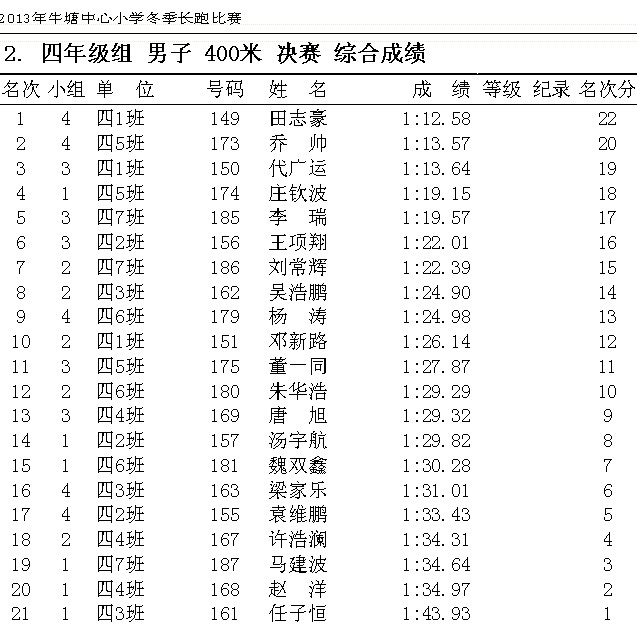 2013年牛塘中心小学冬季长跑比赛
2. 四年级组 男子 400米 决赛 综合成绩
名次 小组 单 位 号码 姓 名 成 绩 等级 纪录 名次分
1 4 四1班 149 田志豪 1:12.58 22
2 4 四5班 173 乔 帅 1:13.57 20
3 3 四1班 150 代广运 1:13.64 19
4 1 四5班 174 庄钦波 1:19.15 18
5 3 四7班 185 李 瑞 1:19.57 17
6 3 四2班 156 王项翔 1:22.01 16
7 2 四7班 186 刘常辉 1:22.39 15
8 2 四3班 162 吴浩鹏 1:24.90 14
9 4 四6班 179 杨 涛 1:24.98 13
10 2 四1班 151 邓新路 1:26.14 12
11 3 四5班 175 董一同 1:27.87 11
12 2 四6班 180 朱华浩 1:29.29 10
13 3 四4班 169 唐 旭 1:29.32 9
14 1 四2班 157 汤宇航 1:29.82 8
15 1 四6班 181 魏双鑫 1:30.28 7
16 4 四3班 163 梁家乐 1:31.01 6
17 4 四2班 155 袁维鹏 1:33.43 5
18 2 四4班 167 许浩澜 1:34.31 4
19 1 四7班 187 马建波 1:34.64 3
20 1 四4班 168 赵 洋 1:34.97 2
21 1 四3班 161 任子恒 1:43.93 1